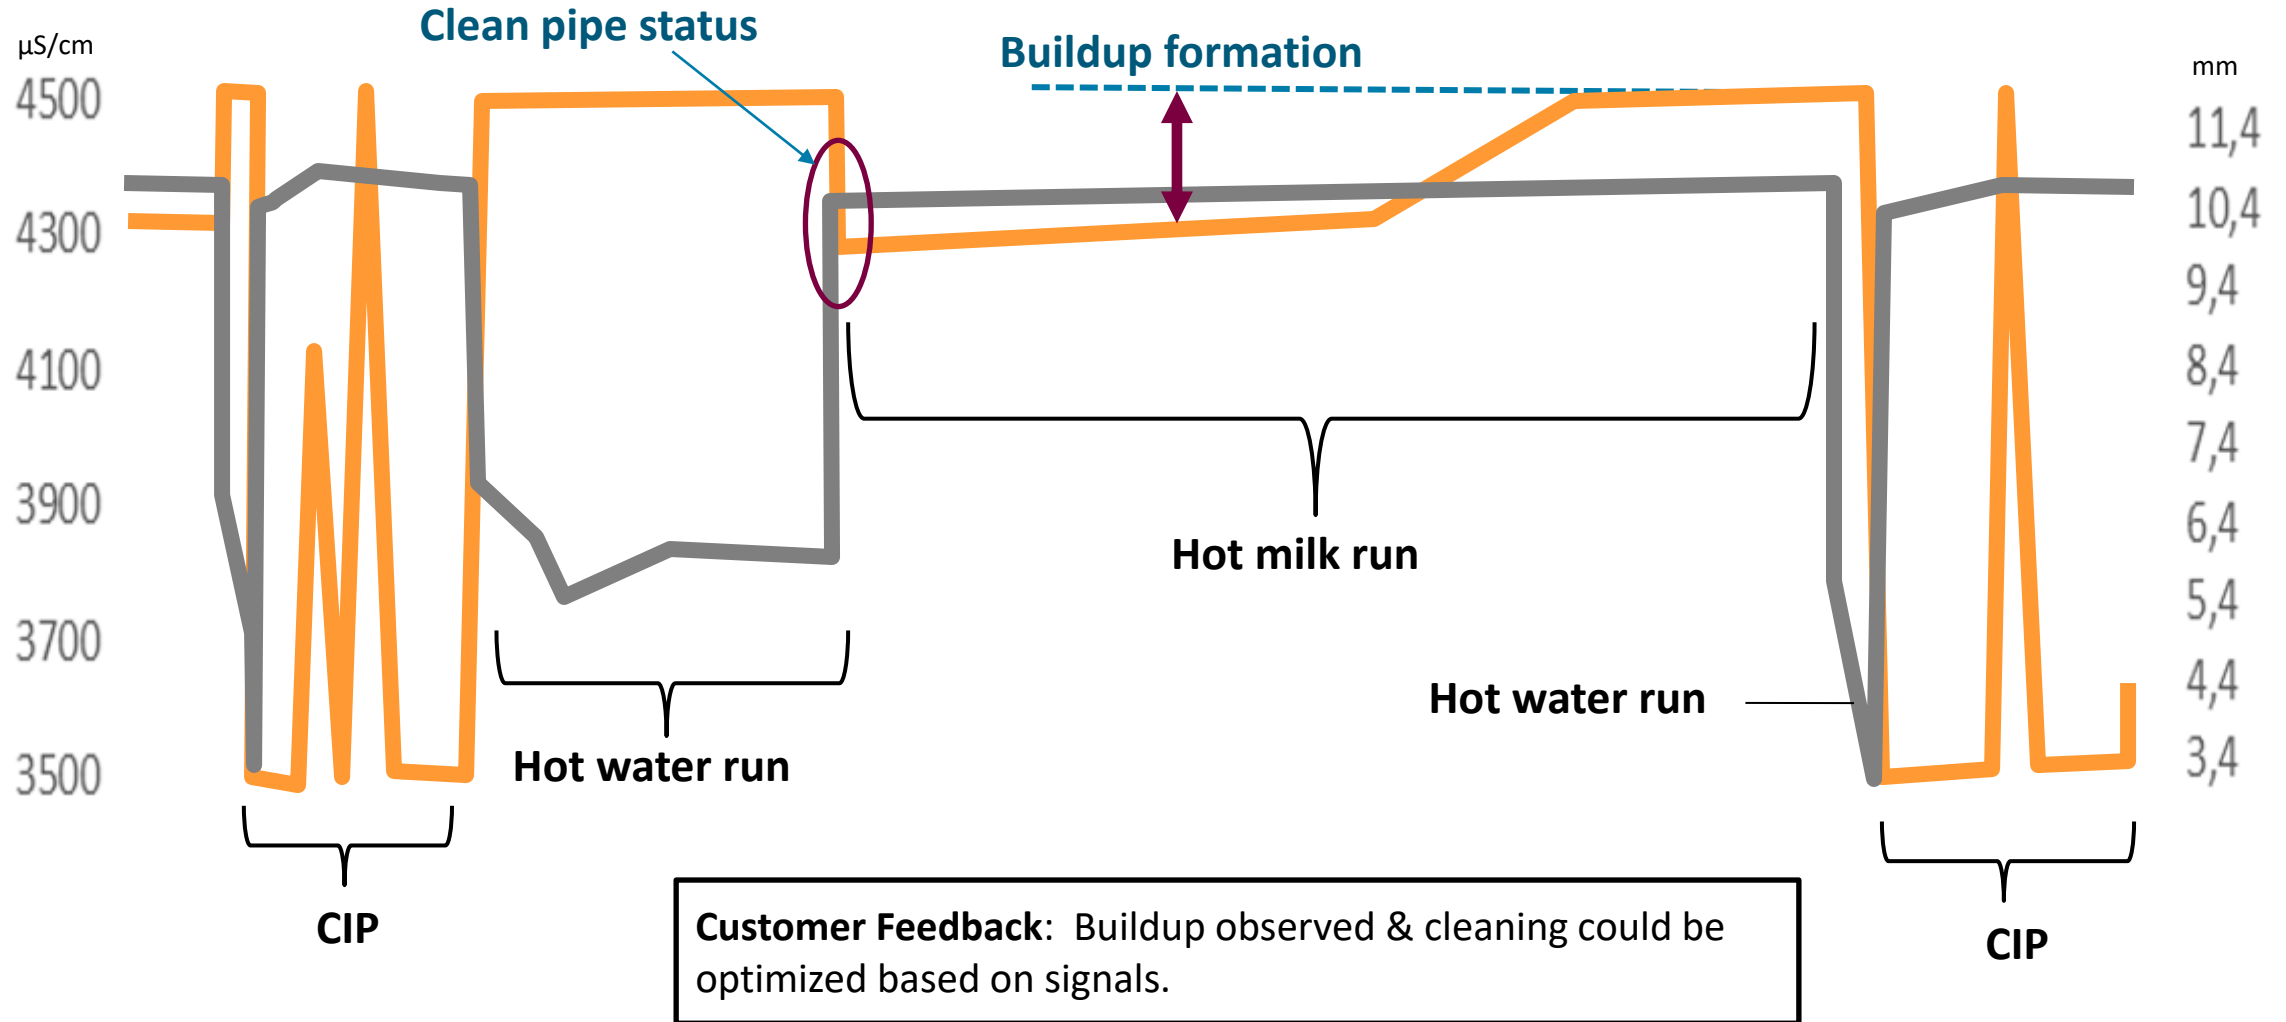 Clean pipe status
Buildup formation
µS/cm
mm
4500
4300
4100
3900
3700
3500
11,4
10,4
9,4
8,4
7,4
6,4
5,4
4,4
3,4
Hot milk run
Hot water run
Hot water run
CIP
CIP
Customer Feedback:  Buildup observed & cleaning could be
optimized based on signals.